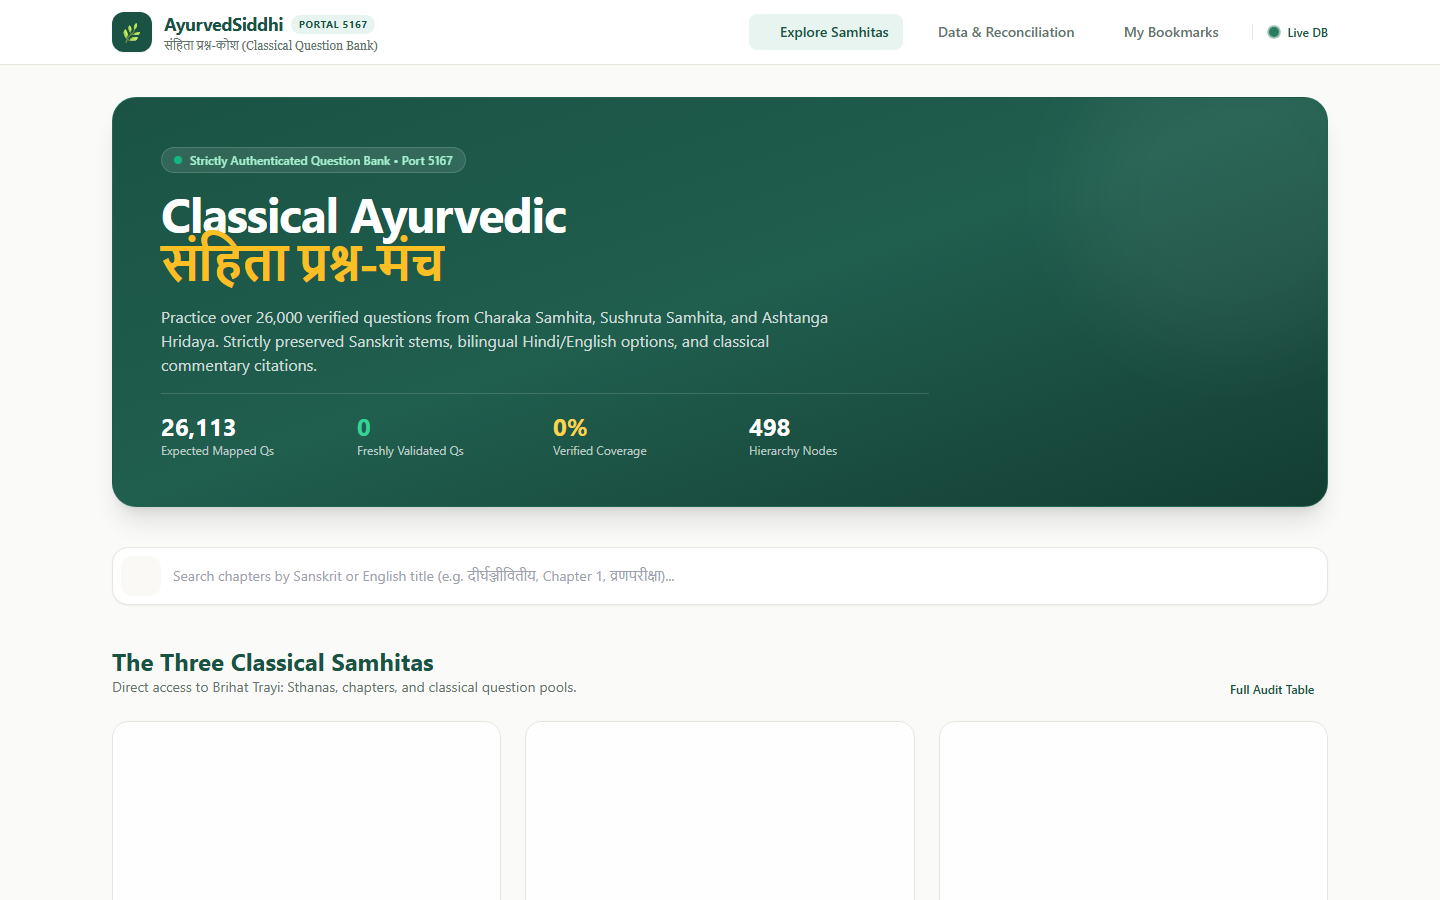 AyurvedSiddhi PORTAL 5167
संहिता प्रश्न-कोश (Classical Question Bank)
Explore Samhitas
Data & Reconciliation
My Bookmarks
Live DB
Strictly Authenticated Question Bank • Port 5167
Classical Ayurvedic
संहिता प्रश्न-मंच
Practice over 26,000 verified questions from Charaka Samhita, Sushruta Samhita, and Ashtanga
Hridaya. Strictly preserved Sanskrit stems, bilingual Hindi/English options, and classical
commentary citations.
26,113
Expected Mapped Qs
0
Freshly Validated Qs
0%
Verified Coverage
498
Hierarchy Nodes
Search chapters by Sanskrit or English title (e.g. दीर्घञ्जीवितीय, Chapter 1, व्रणपरीक्षा)...
The Three Classical Samhitas
Direct access to Brihat Trayi: Sthanas, chapters, and classical question pools.
Full Audit Table